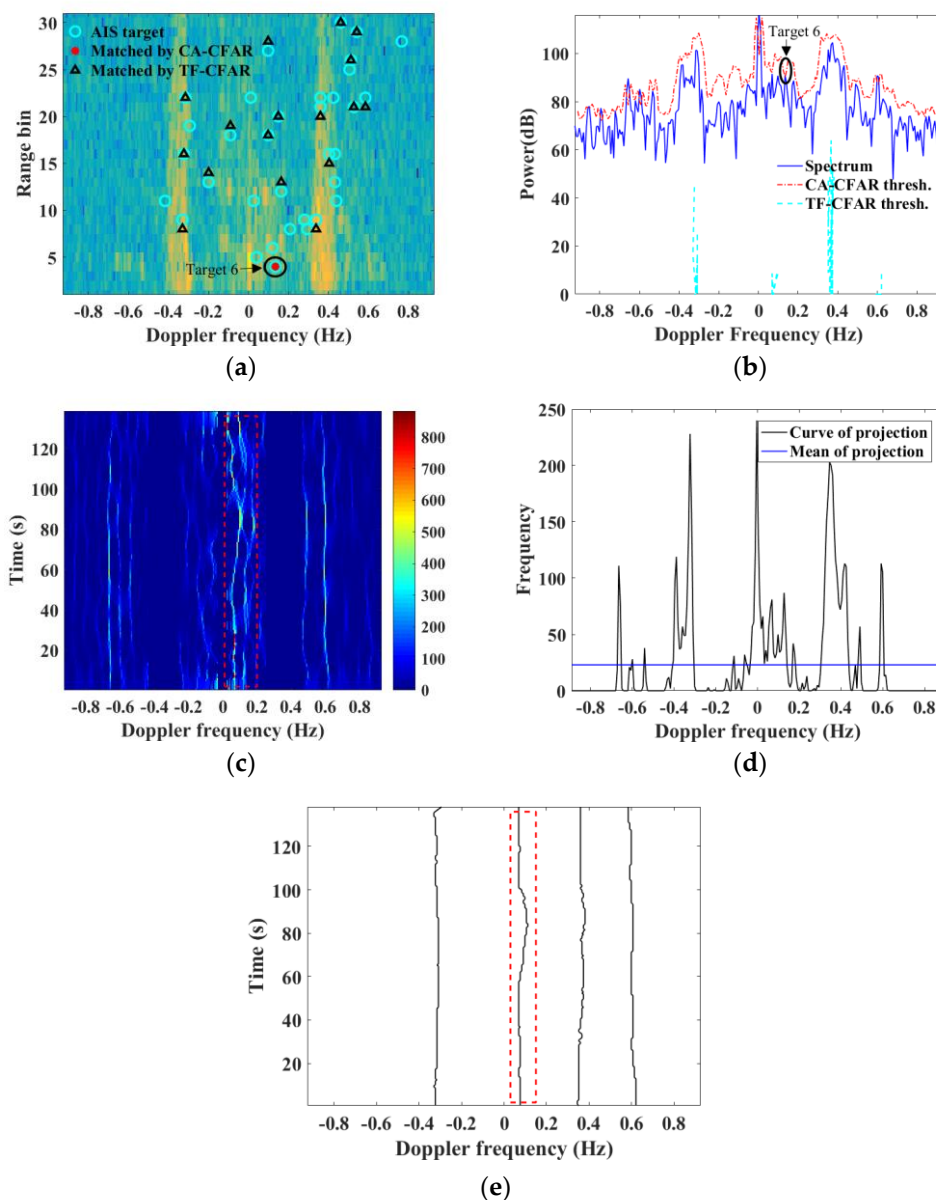 30
25
20
15
10
5
Range bin
AIS target
Matched by CA-CFAR
Matched by TF-CFAR
Target 6
-0.8 -0.6 -0.4 -0.2 0 0.2 0.4 0.6 0.8
Doppler frequency (Hz)
(a)
100
80
60
40
20
0
Power(dB)
Target 6
Spectrum
CA-CFAR thresh.
TF-CFAR thresh.
-0.8 -0.6 -0.4 -0.2 0 0.2 0.4 0.6 0.8
Doppler Frequency (Hz)
(b)
120
100
80
60
40
20
Time (s)
800
700
600
500
400
300
200
100
0
-0.8 -0.6 -0.4 -0.2 0 0.2 0.4 0.6 0.8
Doppler frequency (Hz)
(c)
250
200
150
100
50
0
Frequency
Curve of projection
Mean of projection
-0.8 -0.6 -0.4 -0.2 0 0.2 0.4 0.6 0.8
Doppler frequency (Hz)
(d)
120
100
80
60
40
20
Time (s)
-0.8 -0.6 -0.4 -0.2 0 0.2 0.4 0.6 0.8
Doppler frequency (Hz)
(e)